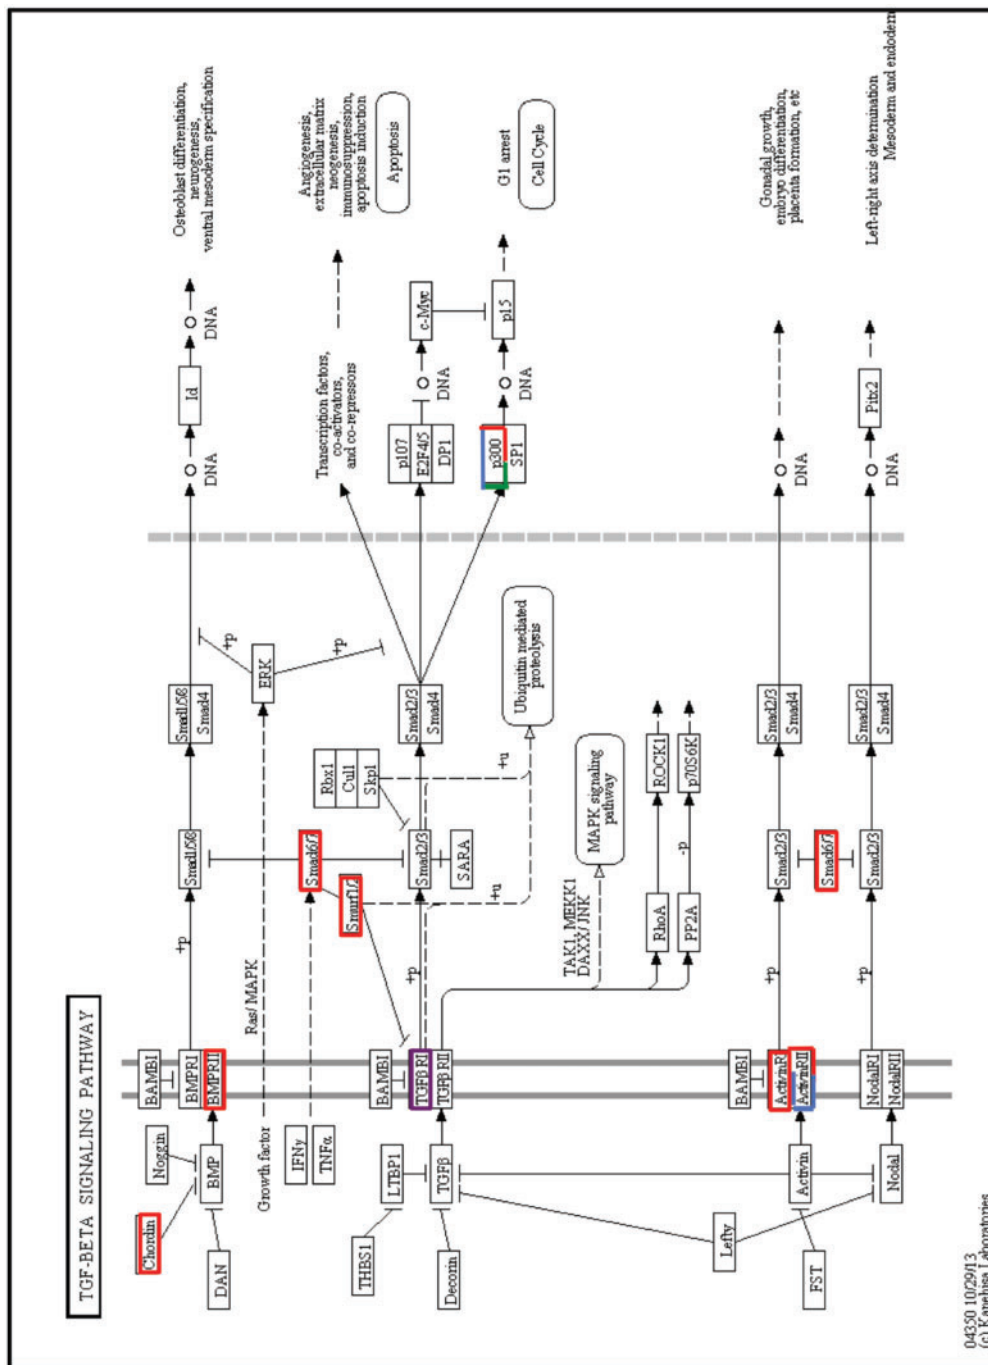 TGF-BETA SIGNALING PATHWAY
Chordin
Noggin
DAN
BMP
BAMBI
BMPRI
BMPRII
+p
Smad1/5/8
Smad1/5/8
Smad4
DNA
Id
DNA
Osteoblast differentiation,
neurogenesis,
ventral mesoderm specification
Growth factor
Ras/MAPK
ERK
+p
+p
IFNγ
TNFα
Smad6/7
Smurf1/2
Rbx1
Cul1
Skp1
THBS1
LTBP1
Decorin
TGFβ
BAMBI
TGFβ RI
TGFβ RII
+p
Smad2/3
SARA
+u
+u
Smad2/3
Smad4
Ubiquitin mediated
proteolysis
Transcription factors,
co-activators,
and co-repressors
Angiogenesis,
extracellular matrix
neogenesis,
immunosuppression,
apoptosis induction
Apoptosis
p107
E2F4/5
DP1
DNA
c-Myc
p300
SP1
DNA
p15
G1 arrest
Cell Cycle
TAK1, MEKK1
DAXX/JNK
MAPK signaling
pathway
RhoA
ROCK1
PP2A
-p
p70S6K
Lefty
FST
Activin
BAMBI
ActivinRI
ActivinRII
+p
Smad2/3
Smad6/7
Smad2/3
Smad4
DNA
Gonadal growth,
embryo differentiation,
placenta formation, etc
Nodal
NodalRI
NodalRII
+p
Smad2/3
Smad2/3
Smad4
DNA
Pitx2
Left-right axis determination
Mesoderm and endoderm
04350 10/29/13
(c) Kanehisa Laboratories